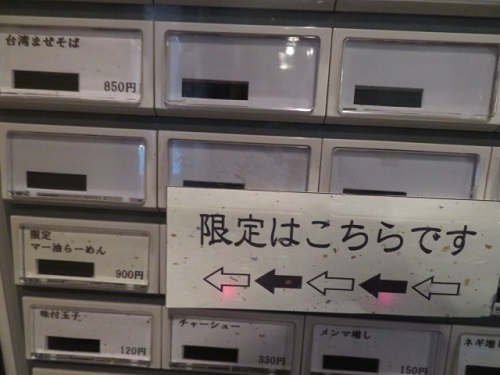 台湾まぜそば
850円
限定
マー油らーめん
900円
限定はこちらです
味付玉子
120円
チャーシュー
330円
メンマ増し
150円
ネギ増